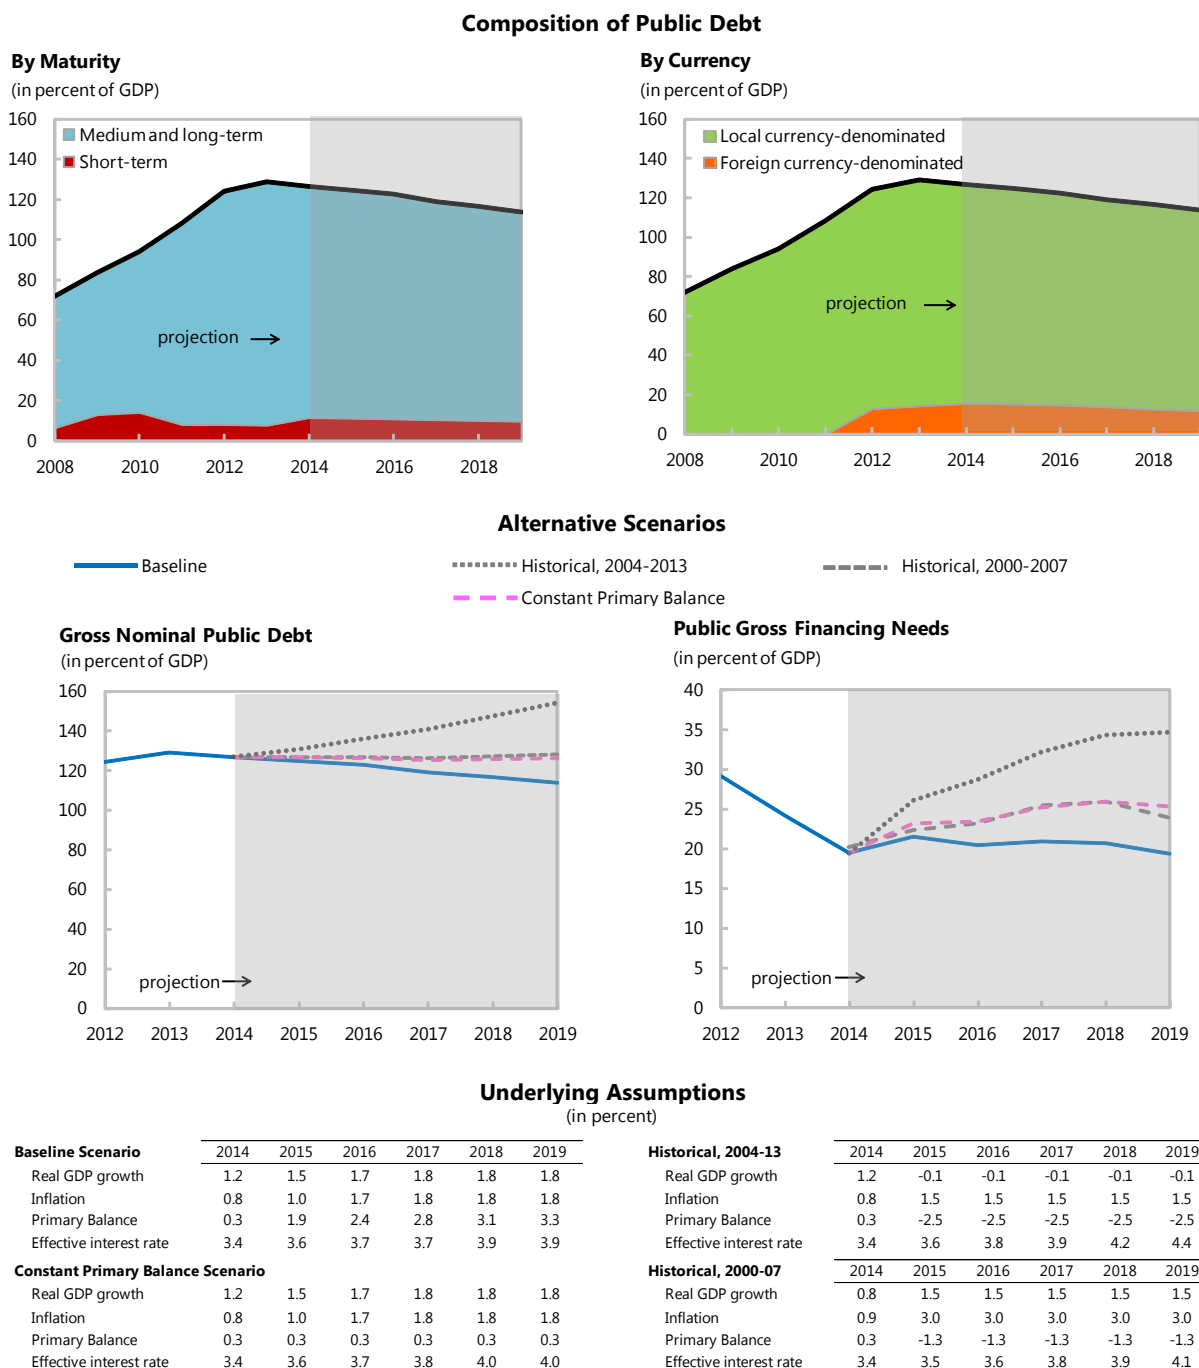 Composition of Public Debt
By Maturity
(in percent of GDP)
160
140
120
100
80
60
40
20
0
Medium and long-term
Short-term
projection
2008 2010 2012 2014 2016 2018
By Currency
(in percent of GDP)
160
140
120
100
80
60
40
20
0
Local currency-denominated
Foreign currency-denominated
projection
2008 2010 2012 2014 2016 2018
Alternative Scenarios
Baseline Historical, 2004-2013 Historical, 2000-2007
Constant Primary Balance
Gross Nominal Public Debt
(in percent of GDP)
160
140
120
100
80
60
40
20
0
projection
2012 2013 2014 2015 2016 2017 2018 2019
Public Gross Financing Needs
(in percent of GDP)
40
35
30
25
20
15
10
5
0
projection
2012 2013 2014 2015 2016 2017 2018 2019
Underlying Assumptions
(in percent)
Baseline Scenario 2014 2015 2016 2017 2018 2019
Real GDP growth 1.2 1.5 1.7 1.8 1.8 1.8
Inflation 0.8 1.0 1.7 1.8 1.8 1.8
Primary Balance 0.3 1.9 2.4 2.8 3.1 3.3
Effective interest rate 3.4 3.6 3.7 3.7 3.9 3.9
Constant Primary Balance Scenario
Real GDP growth 1.2 1.5 1.7 1.8 1.8 1.8
Inflation 0.8 1.0 1.7 1.8 1.8 1.8
Primary Balance 0.3 0.3 0.3 0.3 0.3 0.3
Effective interest rate 3.4 3.6 3.7 3.8 4.0 4.0
Historical, 2004-13 2014 2015 2016 2017 2018 2019
Real GDP growth 1.2 -0.1 -0.1 -0.1 -0.1 -0.1
Inflation 0.8 1.5 1.5 1.5 1.5 1.5
Primary Balance 0.3 -2.5 -2.5 -2.5 -2.5 -2.5
Effective interest rate 3.4 3.6 3.8 3.9 4.2 4.4
Historical, 2000-07 2014 2015 2016 2017 2018 2019
Real GDP growth 0.8 1.5 1.5 1.5 1.5 1.5
Inflation 0.9 3.0 3.0 3.0 3.0 3.0
Primary Balance 0.3 -1.3 -1.3 -1.3 -1.3 -1.3
Effective interest rate 3.4 3.5 3.6 3.8 3.9 4.1